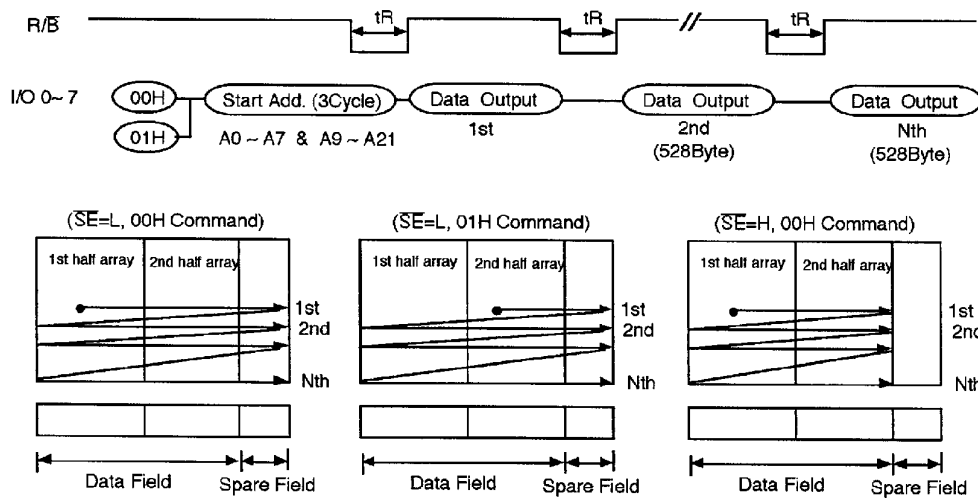 tR tR tR
R/B̅
I/O 0~ 7 00H Start Add. (3Cycle) Data Output Data Output Data Output
01H A0 ~ A7 & A9 ~ A21 1st 2nd Nth
(528Byte) (528Byte)
(S̅E̅=L, 00H Command) (S̅E̅=L, 01H Command) (S̅E̅=H, 00H Command)
1st half array 2nd half array 1st half array 2nd half array 1st half array 2nd half array
1st 1st 1st
2nd 2nd 2nd
Nth Nth Nth
Data Field Spare Field Data Field Spare Field Data Field Spare Field